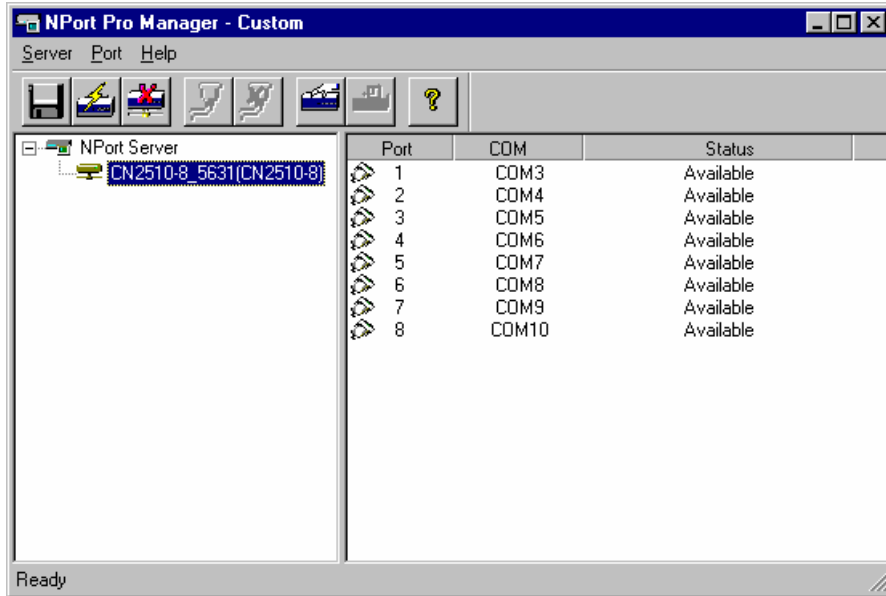 NPort Pro Manager - Custom
Server Port Help
NPort Server
CN2510-8_5631(CN2510-8)
Port COM Status
1 COM3 Available
2 COM4 Available
3 COM5 Available
4 COM6 Available
5 COM7 Available
6 COM8 Available
7 COM9 Available
8 COM10 Available
Ready